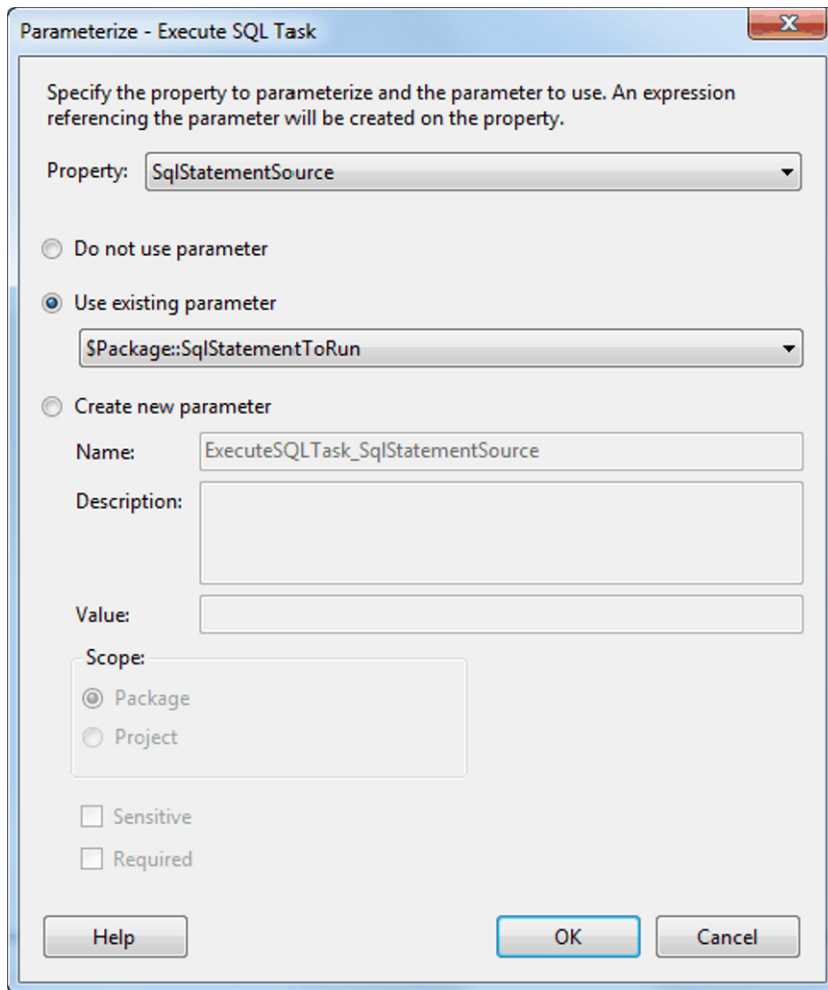 Parameterize - Execute SQL Task
Specify the property to parameterize and the parameter to use. An expression
referencing the parameter will be created on the property.
Property: SqlStatementSource
Do not use parameter
Use existing parameter
$Package::SqlStatementToRun
Create new parameter
Name: ExecuteSQLTask_SqlStatementSource
Description:
Value:
Scope:
Package
Project
Sensitive
Required
Help OK Cancel